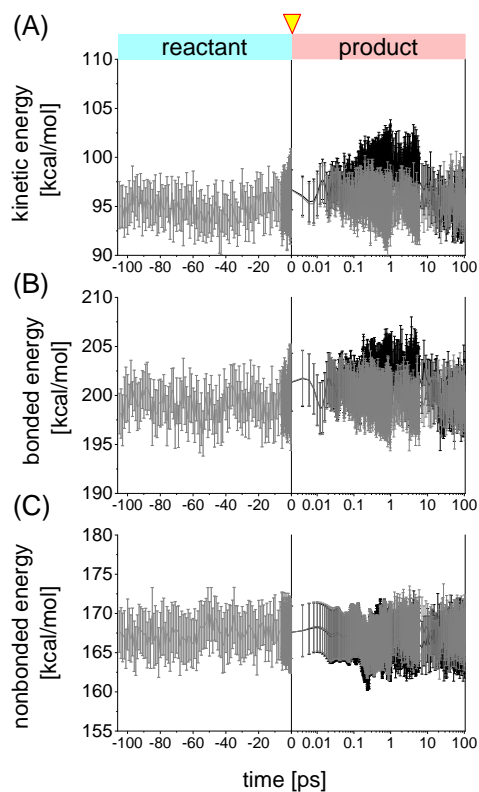 (A)
reactant product
kinetic energy
[kcal/mol]
110
105
100
95
90
-100 -80 -60 -40 -20 0 0.01 0.1 1 10 100
(B)
bonded energy
[kcal/mol]
210
205
200
195
190
-100 -80 -60 -40 -20 0 0.01 0.1 1 10 100
(C)
nonbonded energy
[kcal/mol]
180
175
170
165
160
155
-100 -80 -60 -40 -20 0 0.01 0.1 1 10 100
time [ps]